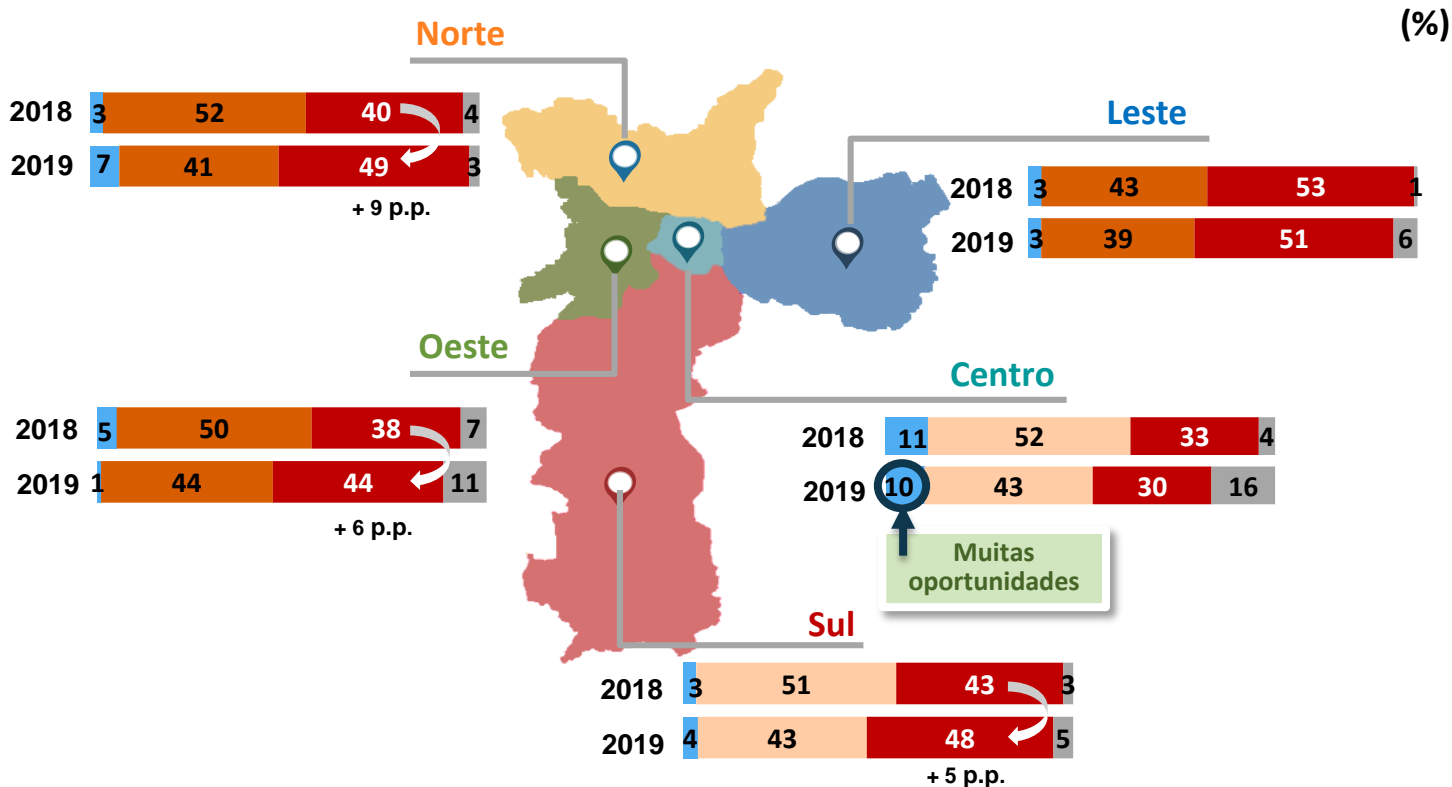 (%)
Norte
2018 3 52 40 4
2019 7 41 49 3
+ 9 p.p.
Leste
2018 3 43 53 1
2019 3 39 51 6
Oeste
2018 5 50 38 7
2019 1 44 44 11
+ 6 p.p.
Centro
2018 11 52 33 4
2019 10 43 30 16
Muitas
oportunidades
Sul
2018 3 51 43 3
2019 4 43 48 5
+ 5 p.p.